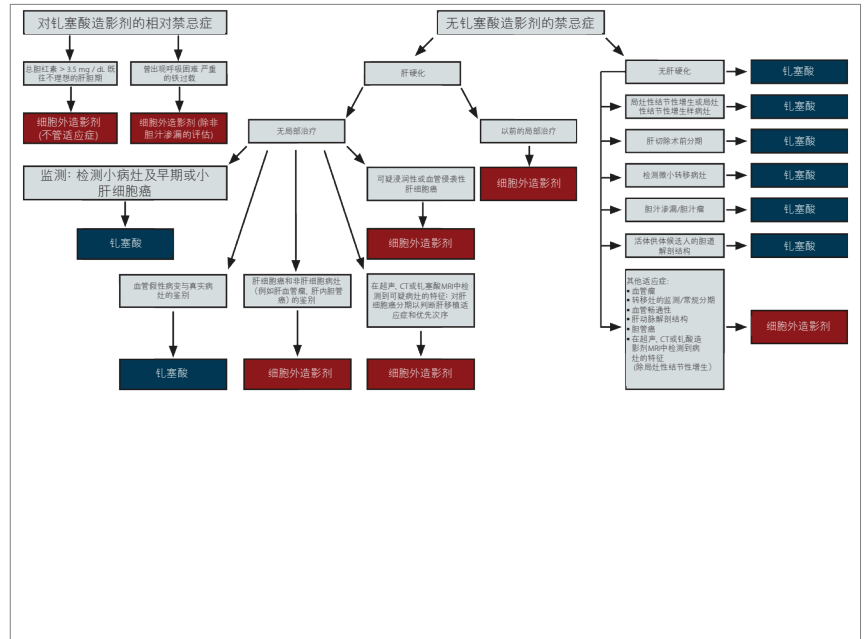 对钆塞酸造影剂的相对禁忌症
总胆红素 > 3.5 mg / dL 既
往不理想的肝胆期
曾出现呼吸困难 严重
的铁过载
细胞外造影剂
(不管适应症)
细胞外造影剂 (除非
胆汁渗漏的评估)
无钆塞酸造影剂的禁忌症
肝硬化
无局部治疗
以前的局部治疗
细胞外造影剂
监测: 检测小病灶及早期或小
肝细胞癌
钆塞酸
可疑浸润性或血管侵袭性
肝细胞癌
细胞外造影剂
血管假性病变与真实病
灶的鉴别
钆塞酸
肝细胞癌和非肝细胞病灶
(例如肝血管瘤, 肝内胆管
癌) 的鉴别
细胞外造影剂
在超声, CT或钆塞酸MRI中检
测到可疑病灶的特征: 对肝
细胞癌分期以判断肝移植适
应症和优先次序
细胞外造影剂
无肝硬化
钆塞酸
局灶性结节性增生或局灶
性结节性增生样病灶
钆塞酸
肝切除术前分期
钆塞酸
检测微小转移病灶
钆塞酸
胆汁渗漏/胆汁瘤
钆塞酸
活体供体候选人的胆道
解剖结构
钆塞酸
其他适应症:
• 血管瘤
• 转移灶的监测/常规分期
• 血管畅通性
• 肝动脉解剖结构
• 胆管癌
• 在超声, CT或钆酸造
影剂MRI中检测到病
灶的特征
(除局灶性结节性增生)
细胞外造影剂